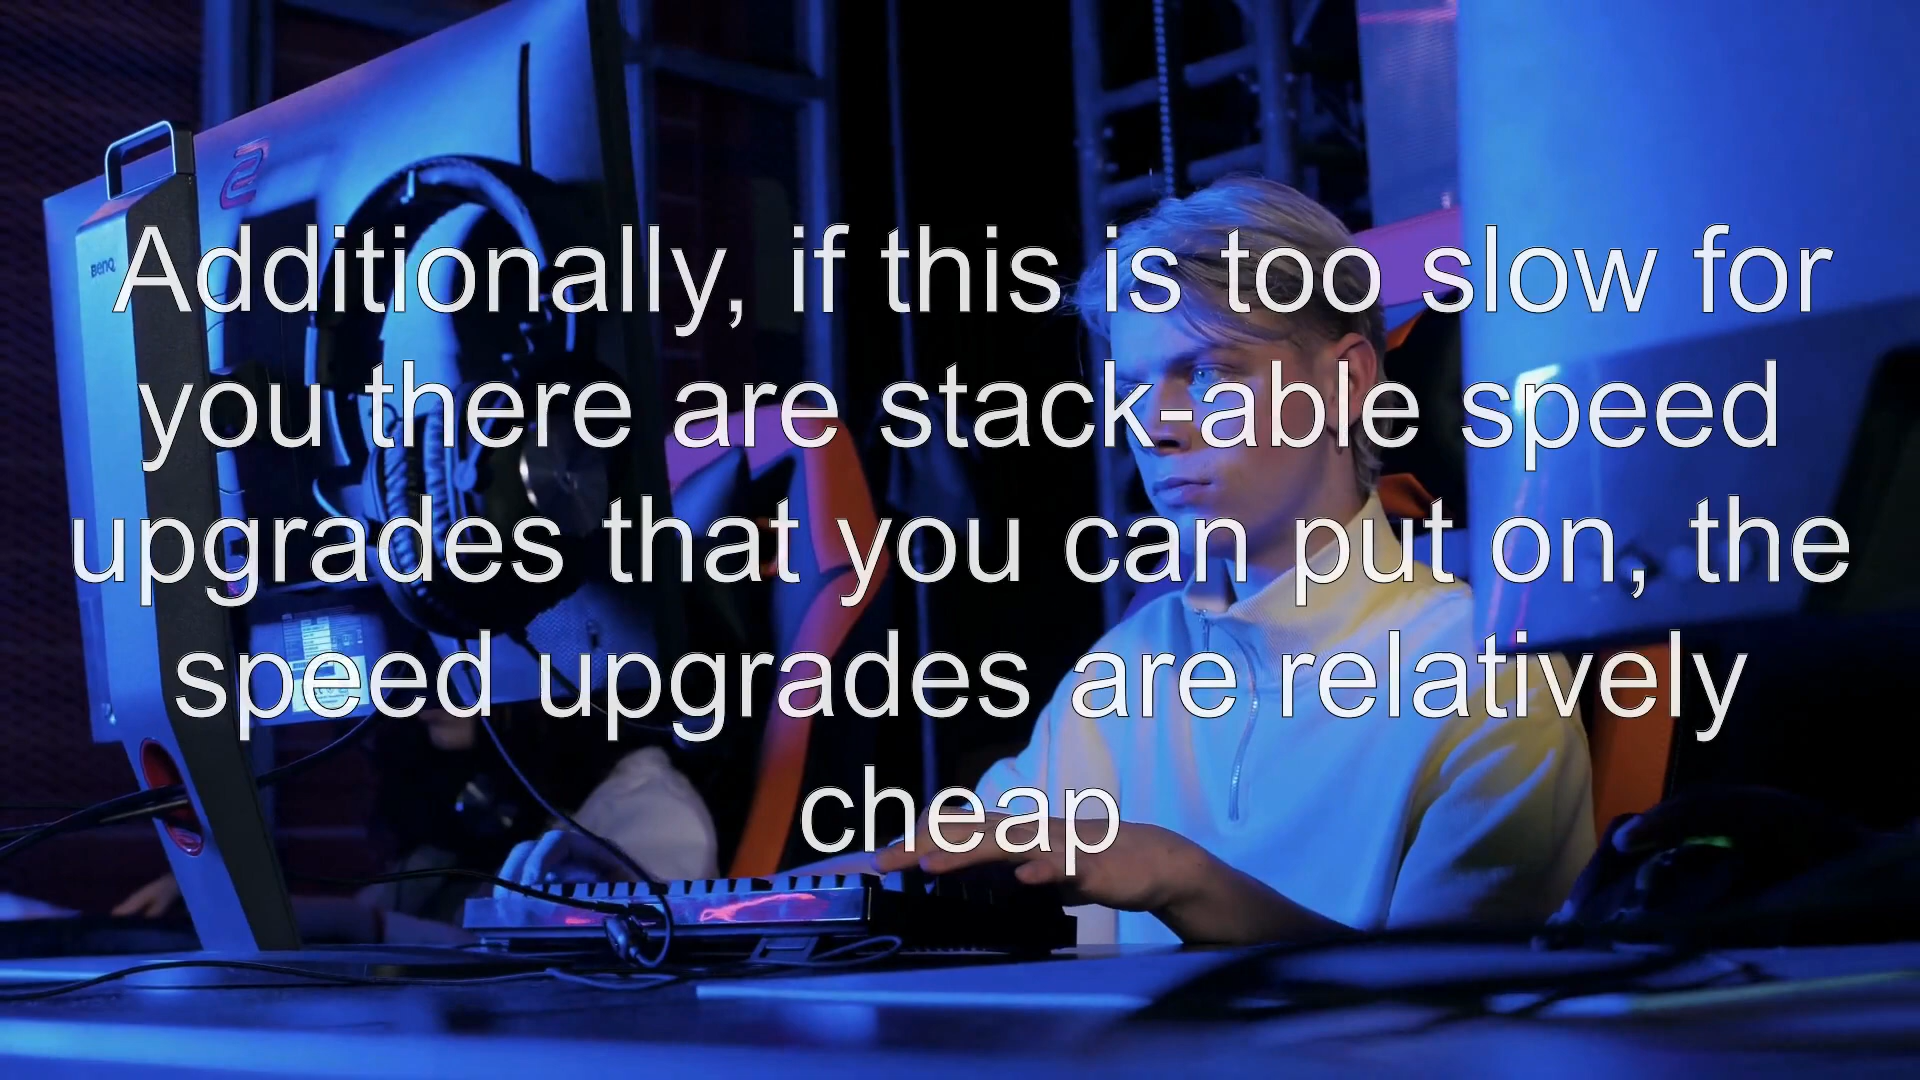 BenQ
Additionally, if this is too slow for
you there are stack-able speed
upgrades that you can put on, the
speed upgrades are relatively
cheap